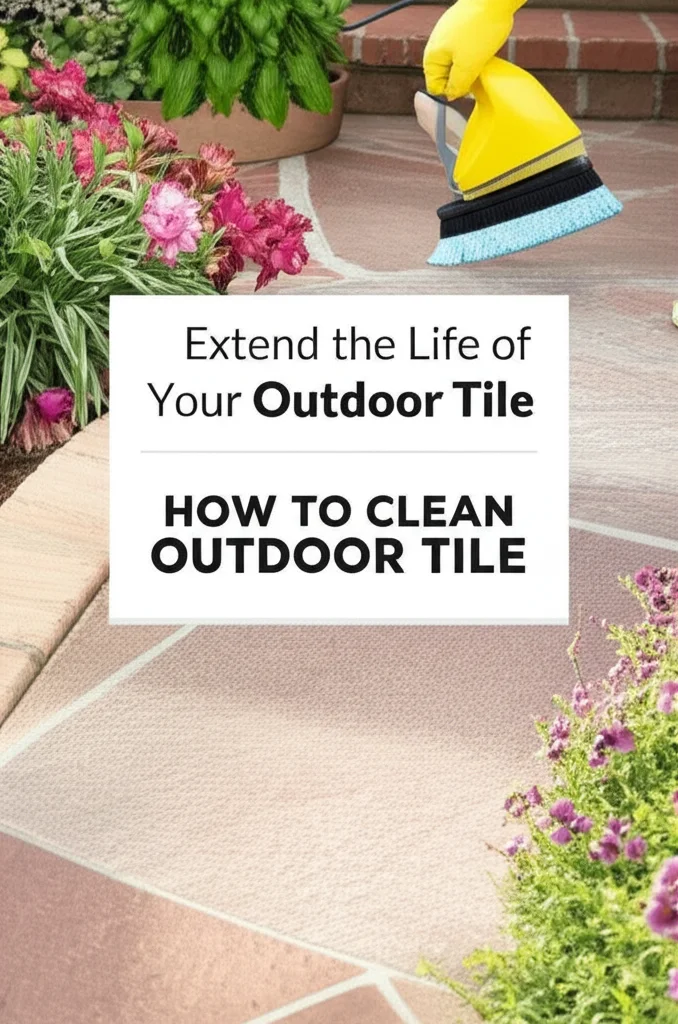 Extend the Life of
Your Outdoor Tile
HOW TO CLEAN
OUTDOOR TILE